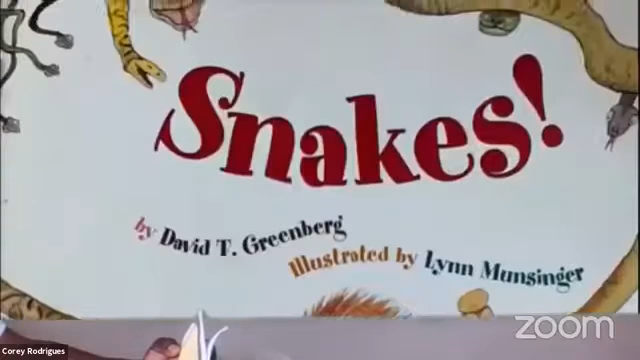 Snakes!
by David T. Greenberg
Illustrated by Lynn Munsinger
Corey Rodrigues
zoom